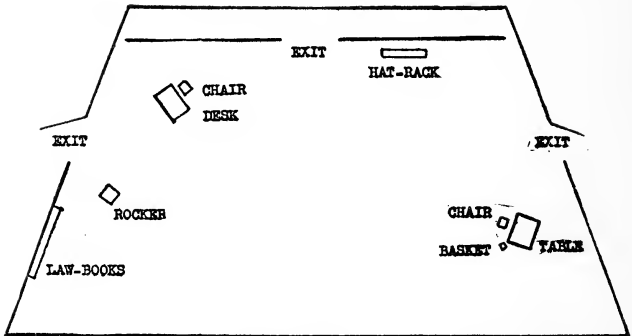 EXIT
HAT-RACK
CHAIR
DESK
EXIT
EXIT
ROCKER
CHAIR
BASKET
TABLE
LAW-BOOKS